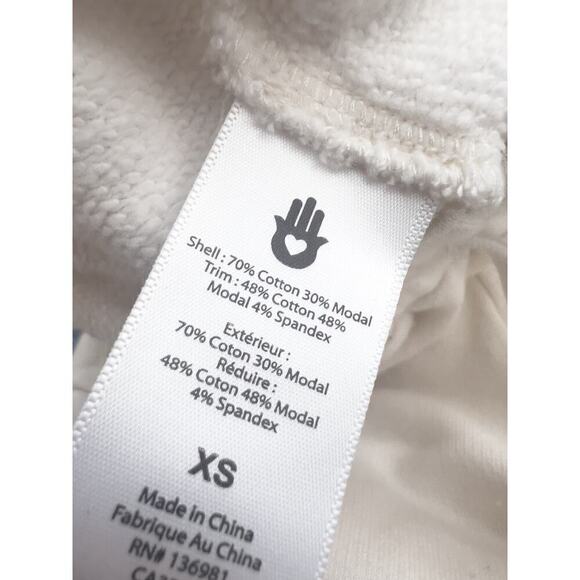 Shell : 70% Cotton 30% Modal
Trim : 48% Cotton 48%
Modal 4% Spandex
Extérieur :
70% Coton 30% Modal
Réduire :
48% Coton 48% Modal
4% Spandex
XS
Made in China
Fabrique Au China
RN# 136981